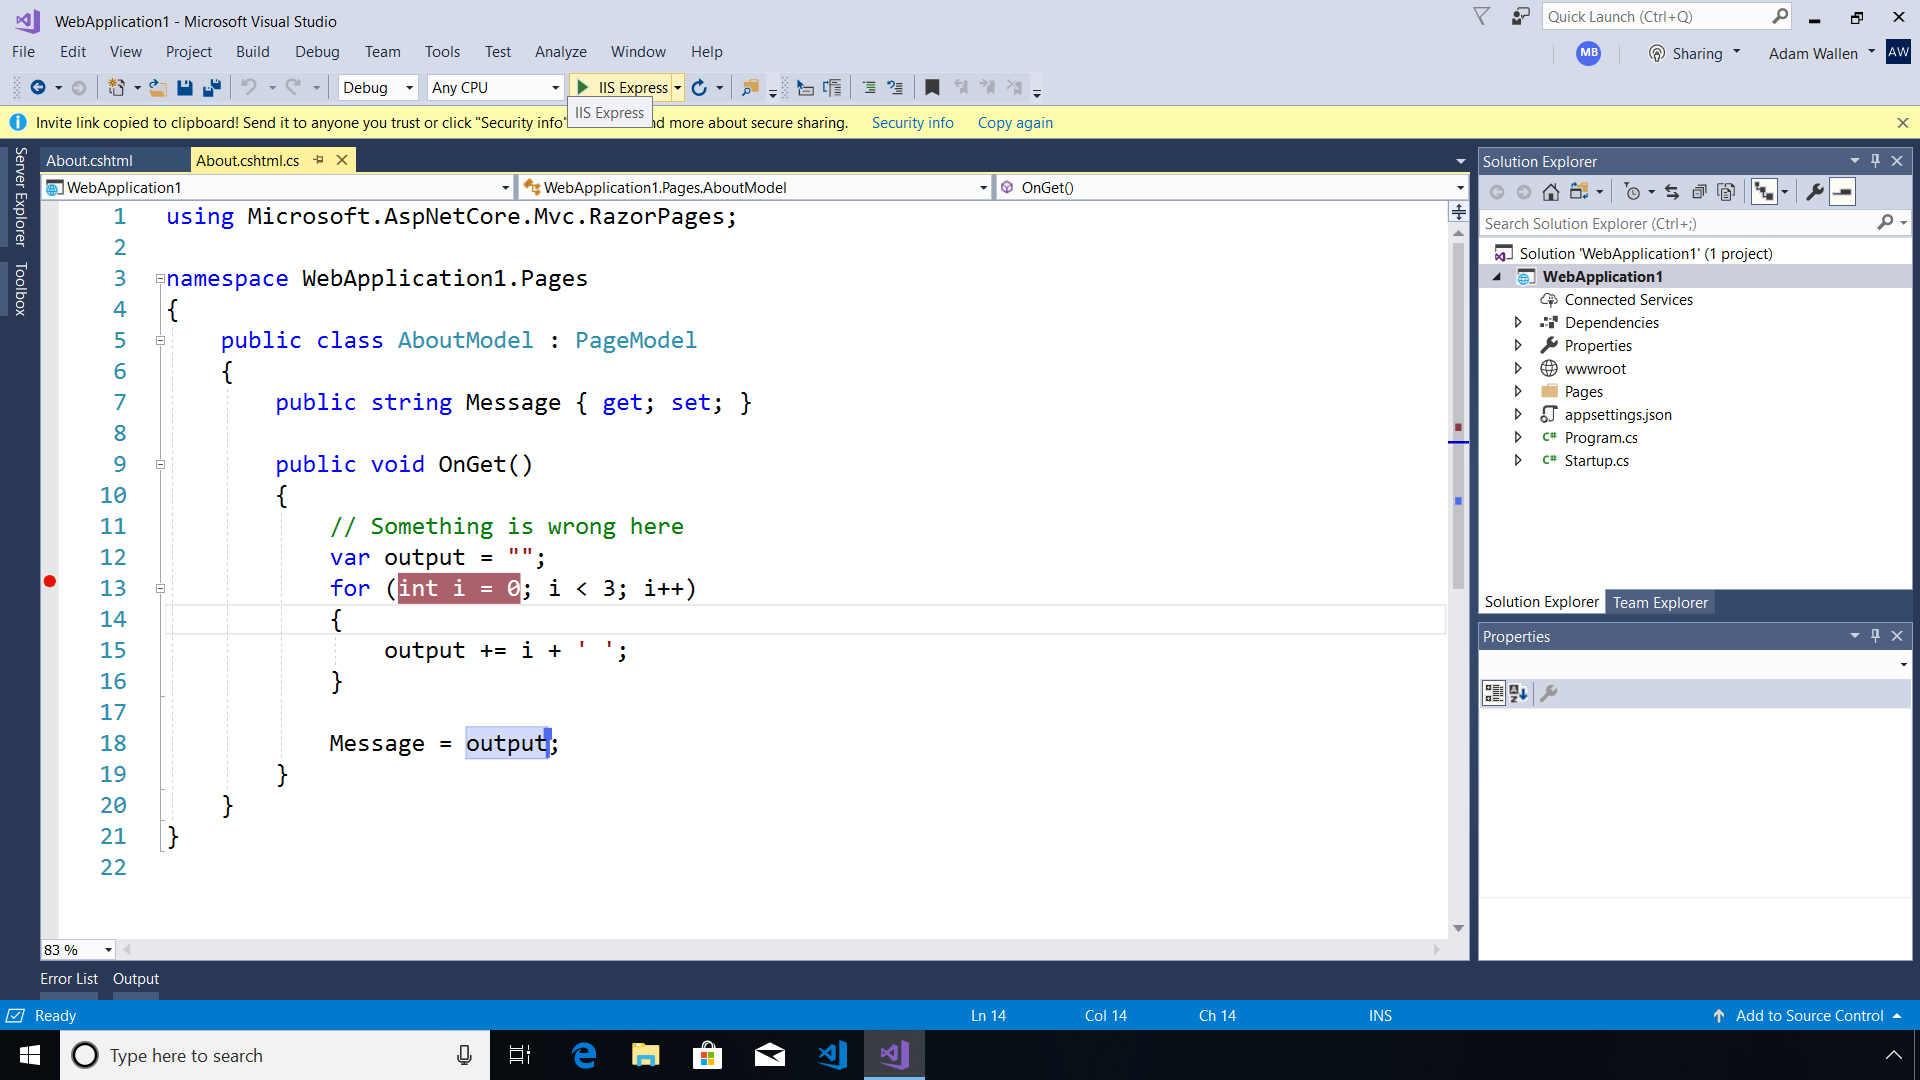 WebApplication1 - Microsoft Visual Studio
Quick Launch (Ctrl+Q)
File Edit View Project Build Debug Team Tools Test Analyze Window Help
MB Sharing Adam Wallen AW
Debug Any CPU IIS Express
IIS Express
Invite link copied to clipboard! Send it to anyone you trust or click "Security info" nd more about secure sharing. Security info Copy again
Server Explorer
Toolbox
About.cshtml About.cshtml.cs
WebApplication1 WebApplication1.Pages.AboutModel OnGet()
1 using Microsoft.AspNetCore.Mvc.RazorPages;
2
3 namespace WebApplication1.Pages
4 {
5 public class AboutModel : PageModel
6 {
7 public string Message { get; set; }
8
9 public void OnGet()
10 {
11 // Something is wrong here
12 var output = "";
13 for (int i = 0; i < 3; i++)
14 {
15 output += i + ' ';
16 }
17
18 Message = output;
19 }
20 }
21 }
22
83 %
Solution Explorer
Search Solution Explorer (Ctrl+;)
Solution 'WebApplication1' (1 project)
WebApplication1
Connected Services
Dependencies
Properties
wwwroot
Pages
appsettings.json
C# Program.cs
C# Startup.cs
Solution Explorer Team Explorer
Properties
Error List Output
Ready Ln 14 Col 14 Ch 14 INS Add to Source Control
Type here to search